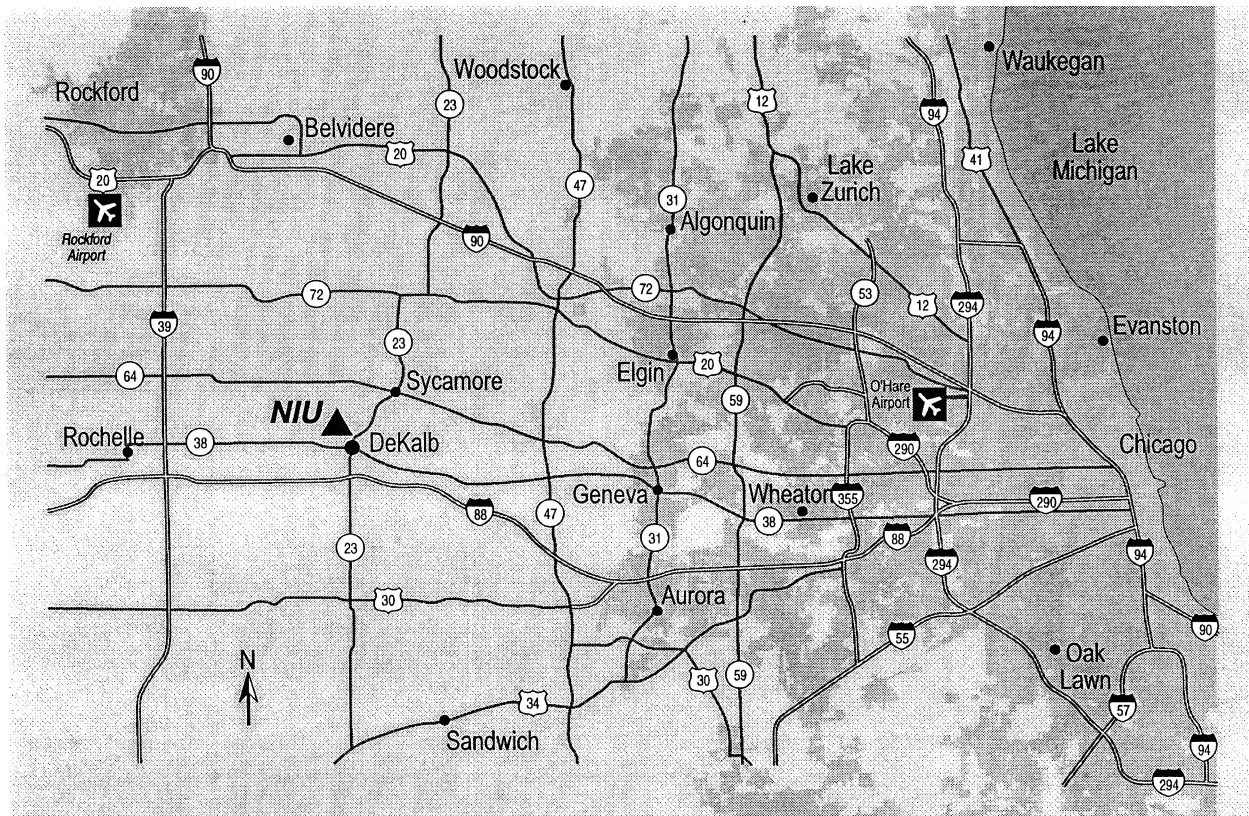 Waukegan
90
Woodstock
Rockford
23
12
94
Belvidere
20
41
Lake
Michigan
Lake
Zurich
20
47
31
Algonquin
Rockford
Airport
90
72
72
53
12
294
39
23
94
Evanston
Elgin
20
64
Sycamore
O'Hare
Airport
59
NIU
Rochelle
38
DeKalb
290
Chicago
64
Geneva
Wheaton
355
290
88
47
38
31
88
23
294
94
30
Aurora
90
55
N
Oak
Lawn
30
59
34
57
Sandwich
94
294